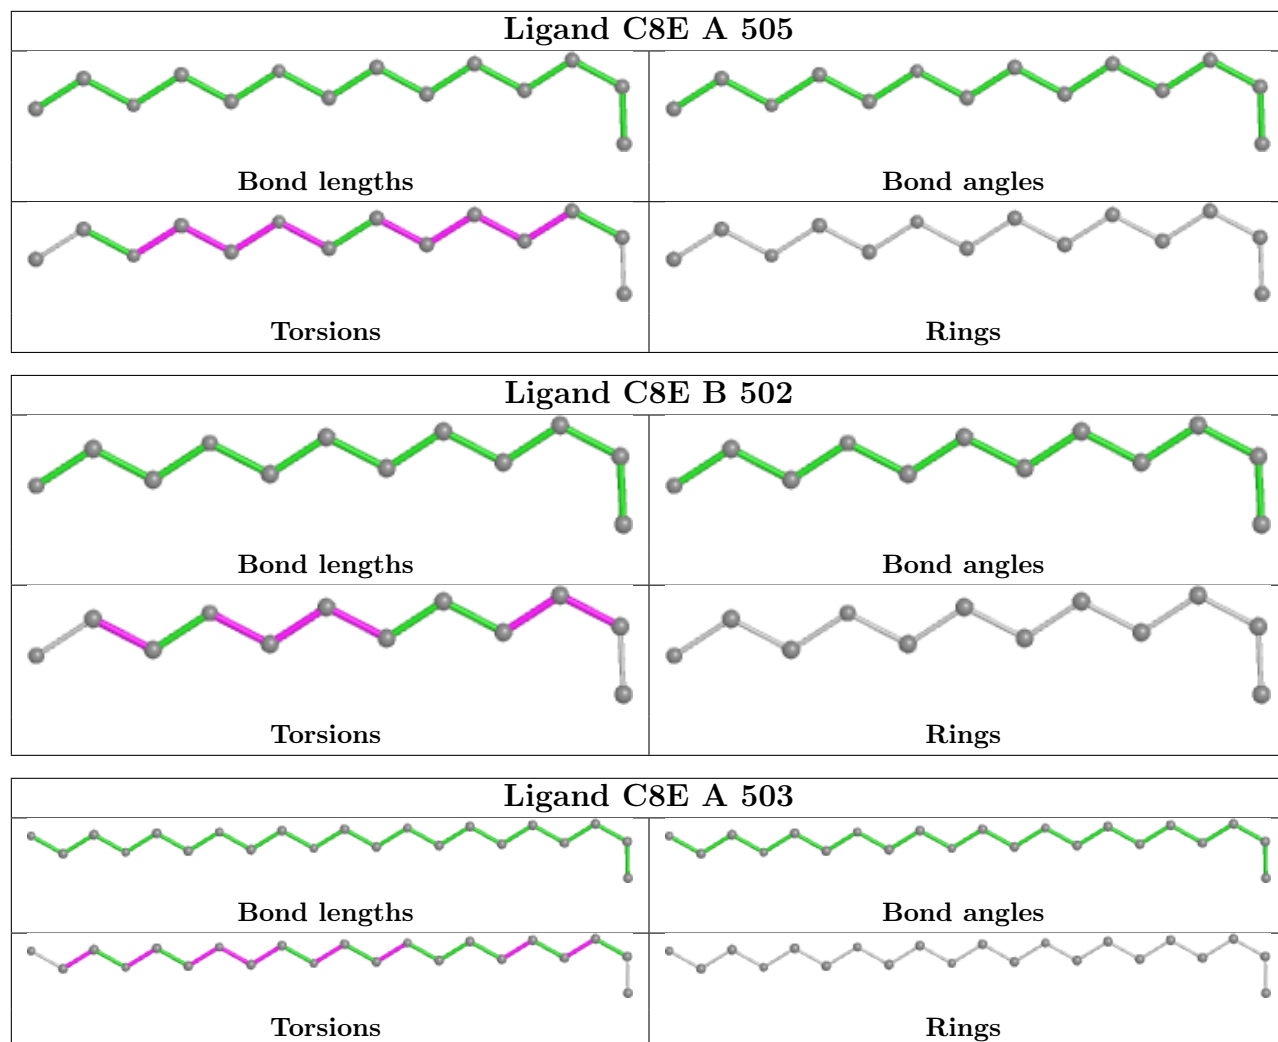 Ligand C8E A 505
Bond lengths
Bond angles
Torsions
Rings
Ligand C8E B 502
Bond lengths
Bond angles
Torsions
Rings
Ligand C8E A 503
Bond lengths
Bond angles
Torsions
Rings